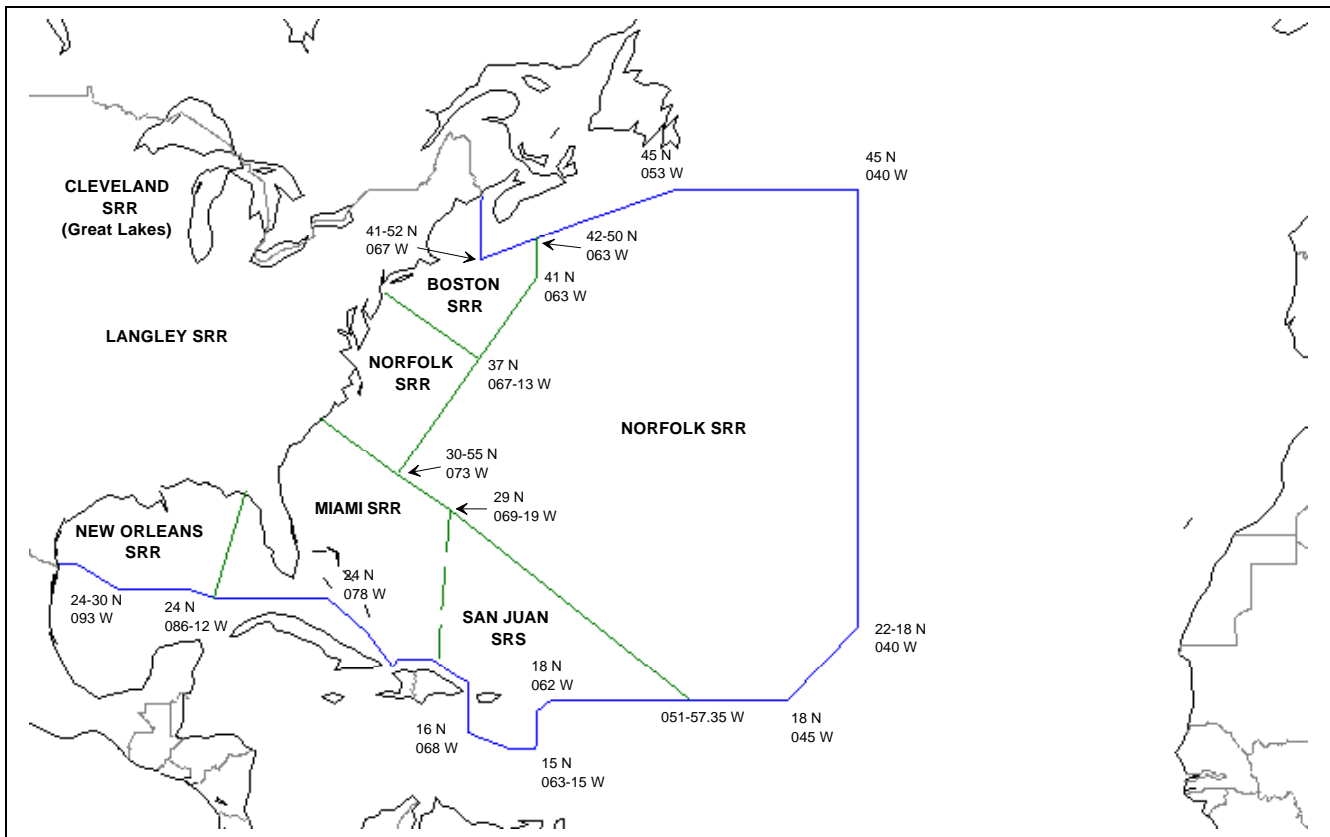 45 N
053 W
45 N
040 W
CLEVELAND
SRR
(Great Lakes)
41-52 N
067 W
42-50 N
063 W
41 N
063 W
BOSTON
SRR
LANGLEY SRR
NORFOLK
SRR
37 N
067-13 W
NORFOLK SRR
30-55 N
073 W
29 N
069-19 W
MIAMI SRR
NEW ORLEANS
SRR
24 N
078 W
24-30 N
093 W
24 N
086-12 W
SAN JUAN
SRS
22-18 N
040 W
18 N
062 W
051-57.35 W
18 N
045 W
16 N
068 W
15 N
063-15 W